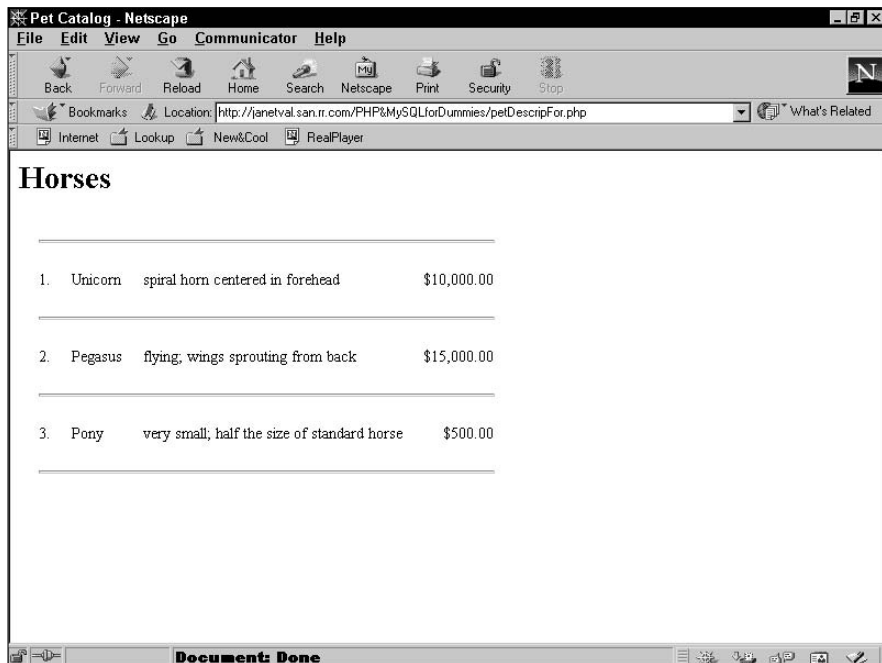 Pet Catalog - Netscape
File Edit View Go Communicator Help
Back Forward Reload Home Search Netscape Print Security Stop
My
N
Bookmarks Location: http://janetval.san.rr.com/PHP&MySQLforDummies/petDescripFor.php What's Related
Internet Lookup New&Cool RealPlayer
Horses
1. Unicorn spiral horn centered in forehead $10,000.00
2. Pegasus flying; wings sprouting from back $15,000.00
3. Pony very small; half the size of standard horse $500.00
Document: Done